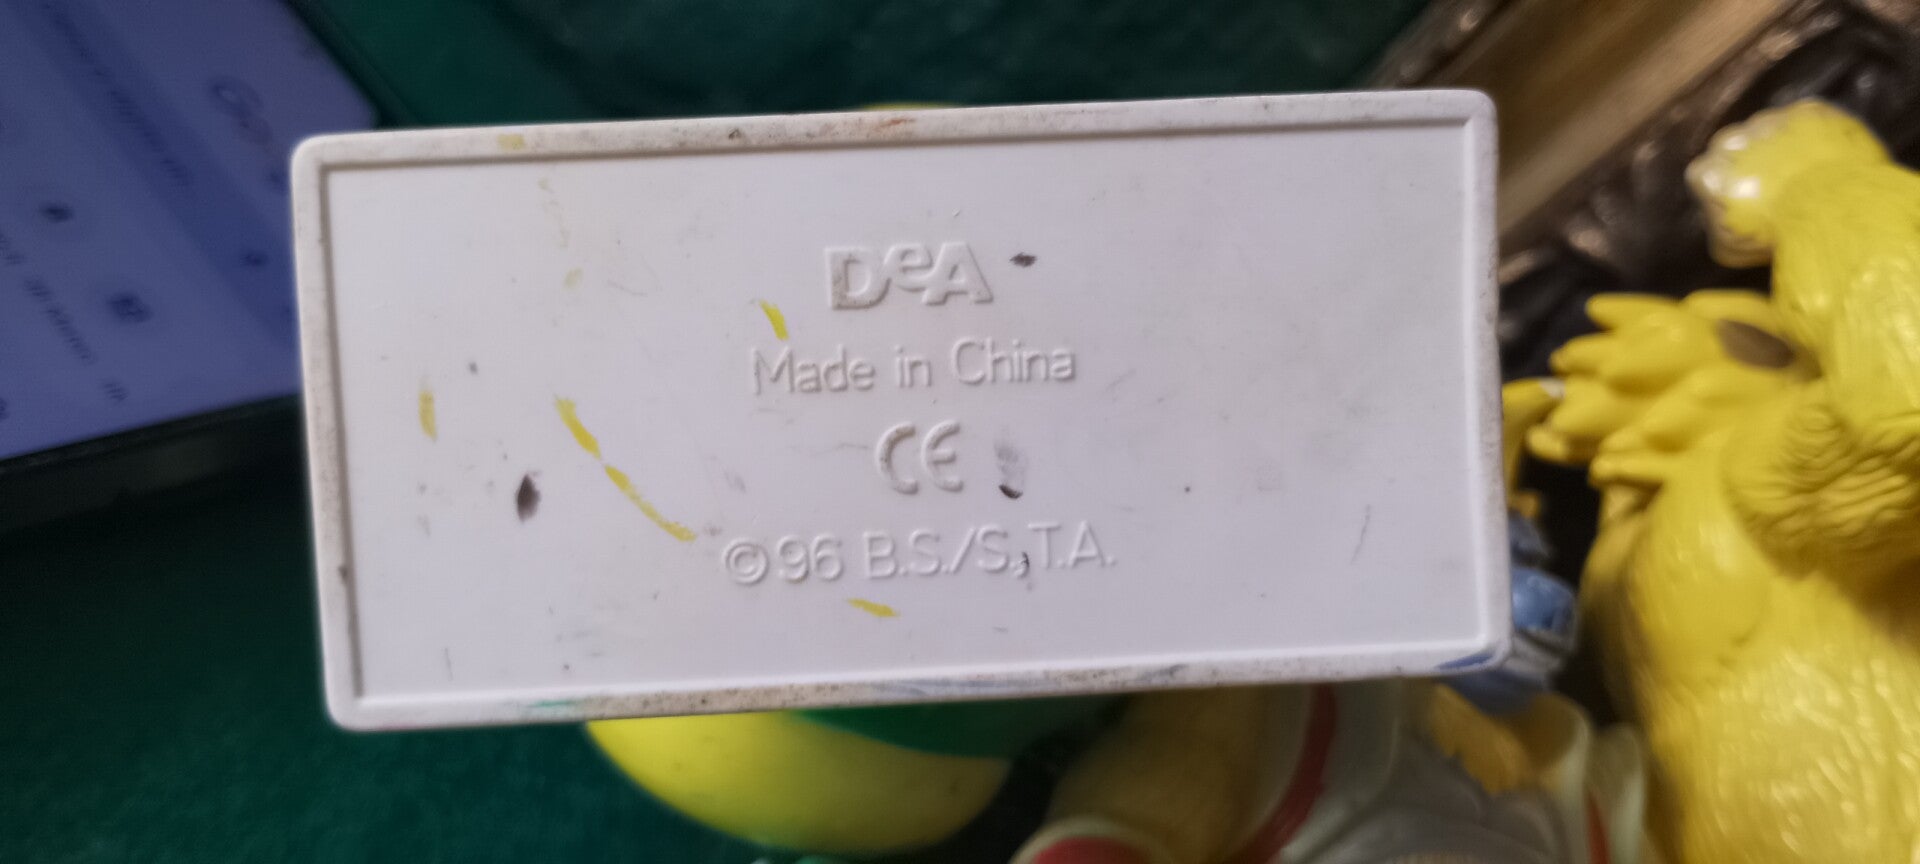 DeA
Made in China
CE
©96 B.S./S.T.A.